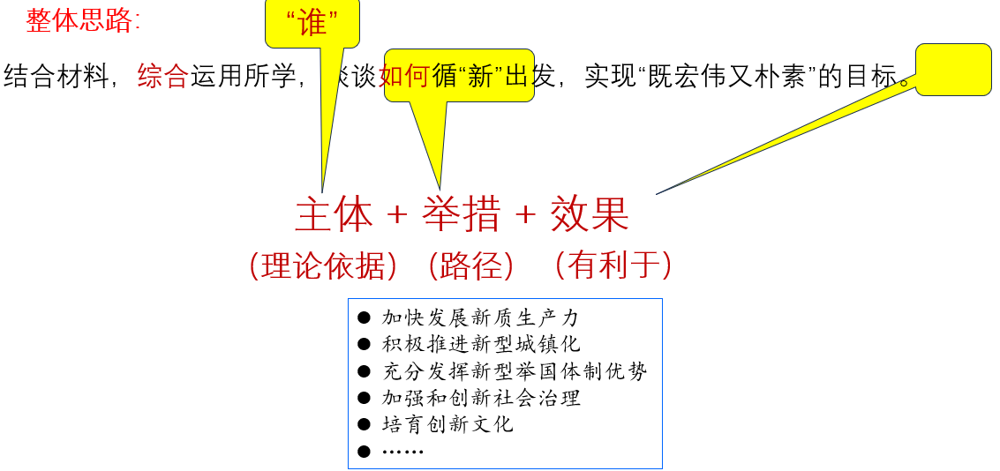 整体思路:
“谁”
结合材料，综合运用所学，谈谈如何循“新”出发，实现“既宏伟又朴素”的目标。
主体 + 举措 + 效果
（理论依据）（路径）（有利于）
● 加快发展新质生产力
● 积极推进新型城镇化
● 充分发挥新型举国体制优势
● 加强和创新社会治理
● 培育创新文化
● ……